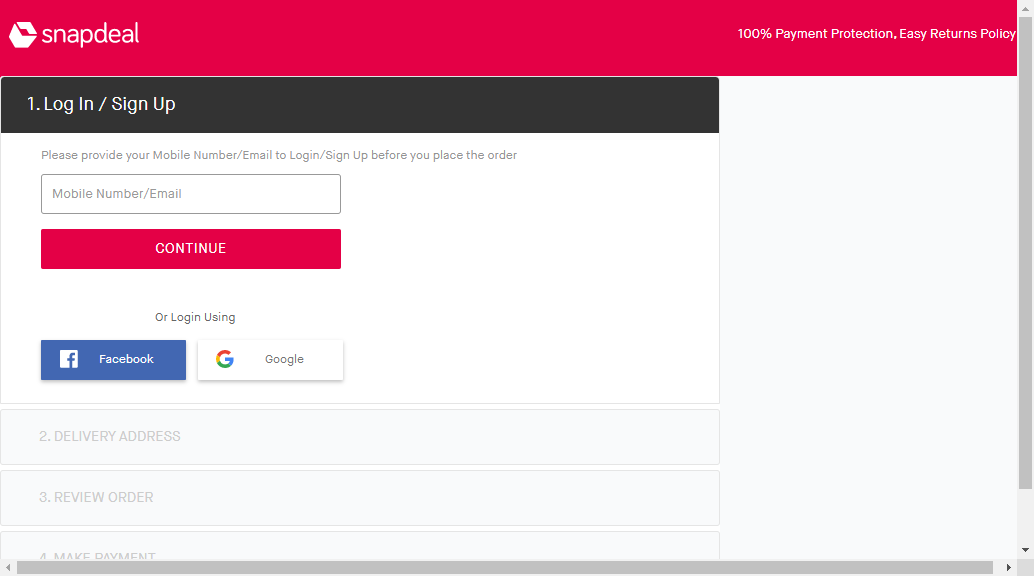 snapdeal
100% Payment Protection, Easy Returns Policy
1. Log In / Sign Up
Please provide your Mobile Number/Email to Login/Sign Up before you place the order
Mobile Number/Email
CONTINUE
Or Login Using
Facebook
Google
2. DELIVERY ADDRESS
3. REVIEW ORDER
4. MAKE PAYMENT